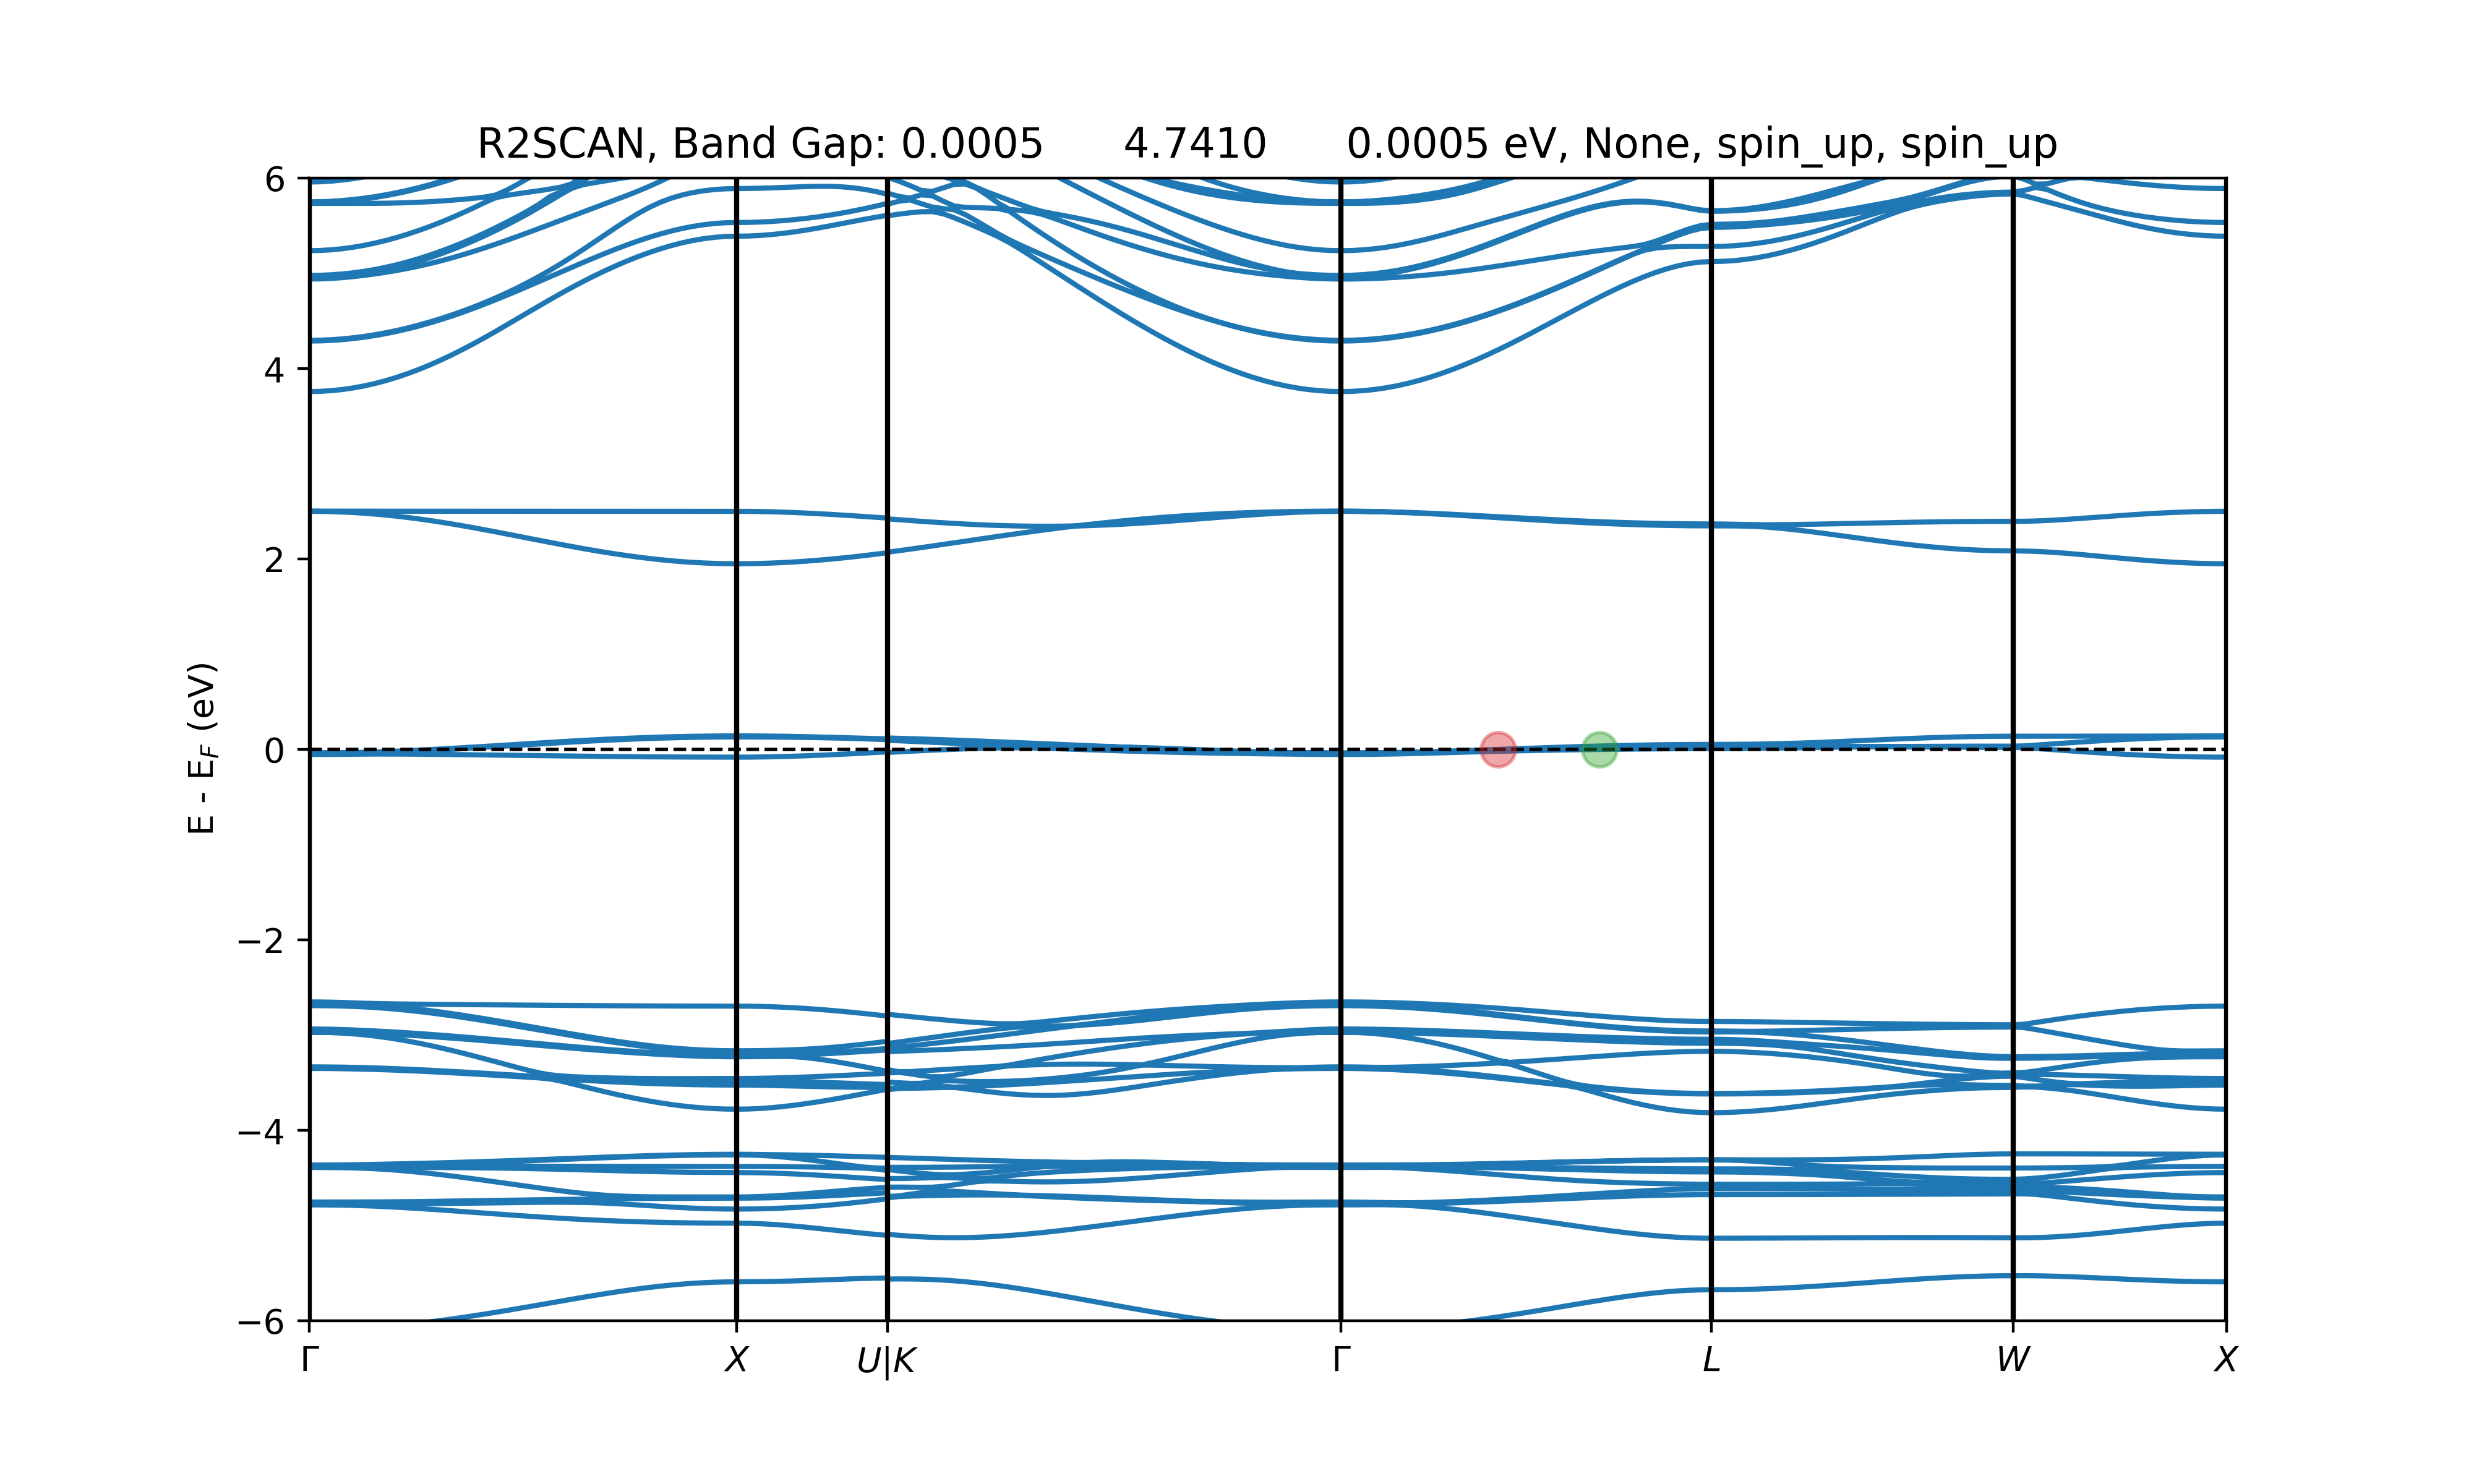 R2SCAN, Band Gap: 0.0005 4.7410 0.0005 eV, None, spin_up, spin_up
6
4
2
0
−2
−4
−6
E - E_F (eV)
Γ X U|K Γ L W X